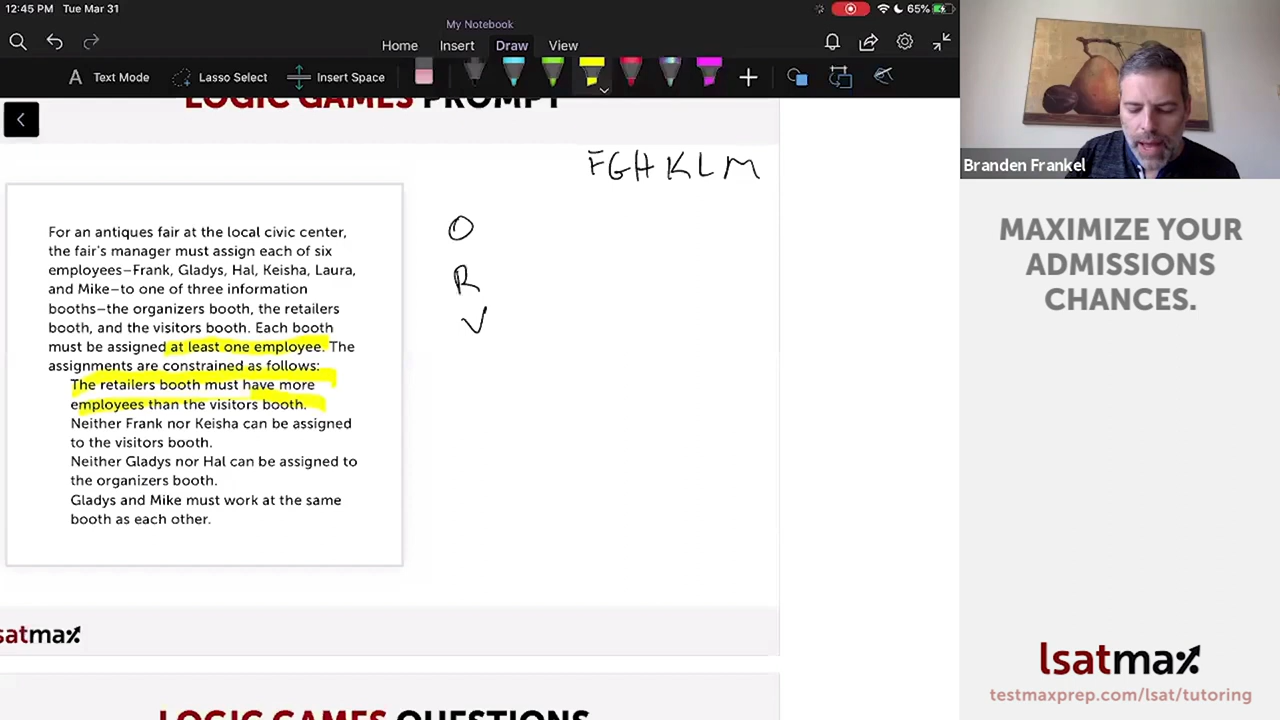 12:45 PM Tue Mar 31
65%
My Notebook
Home Insert Draw View
Text Mode Lasso Select Insert Space
LOGIC GAMES PROMPT
F G H K L M
O
R
V
For an antiques fair at the local civic center,
the fair's manager must assign each of six
employees—Frank, Gladys, Hal, Keisha, Laura,
and Mike—to one of three information
booths—the organizers booth, the retailers
booth, and the visitors booth. Each booth
must be assigned at least one employee. The
assignments are constrained as follows:
The retailers booth must have more
employees than the visitors booth.
Neither Frank nor Keisha can be assigned
to the visitors booth.
Neither Gladys nor Hal can be assigned to
the organizers booth.
Gladys and Mike must work at the same
booth as each other.
satmax
LOGIC GAMES QUESTIONS
Branden Frankel
MAXIMIZE YOUR
ADMISSIONS
CHANCES.
lsatmax
testmaxprep.com/lsat/tutoring